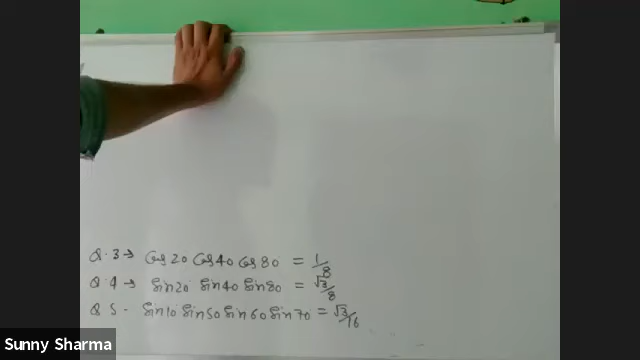 Q.3→ Cos20 Cos40 Cos80 = 1/8
Q.4→ Sin20 Sin40 Sin80 = √3/8
Q 5 - Sin10 Sin50 Sin60 Sin70 = √3/16
Sunny Sharma